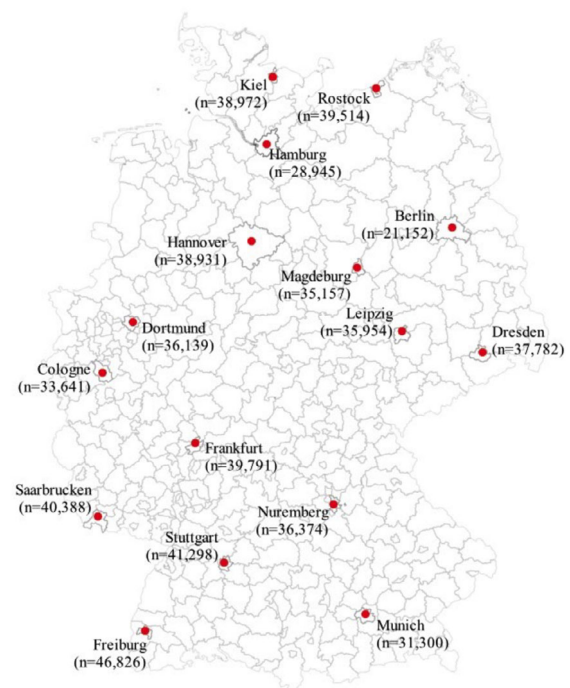 Kiel
(n=38,972)
Rostock
(n=39,514)
Hamburg
(n=28,945)
Berlin
(n=21,152)
Hannover
(n=38,931)
Magdeburg
(n=35,157)
Leipzig
(n=35,954)
Dortmund
(n=36,139)
Dresden
(n=37,782)
Cologne
(n=33,641)
Frankfurt
(n=39,791)
Saarbrucken
(n=40,388)
Nuremberg
(n=36,374)
Stuttgart
(n=41,298)
Munich
(n=31,300)
Freiburg
(n=46,826)